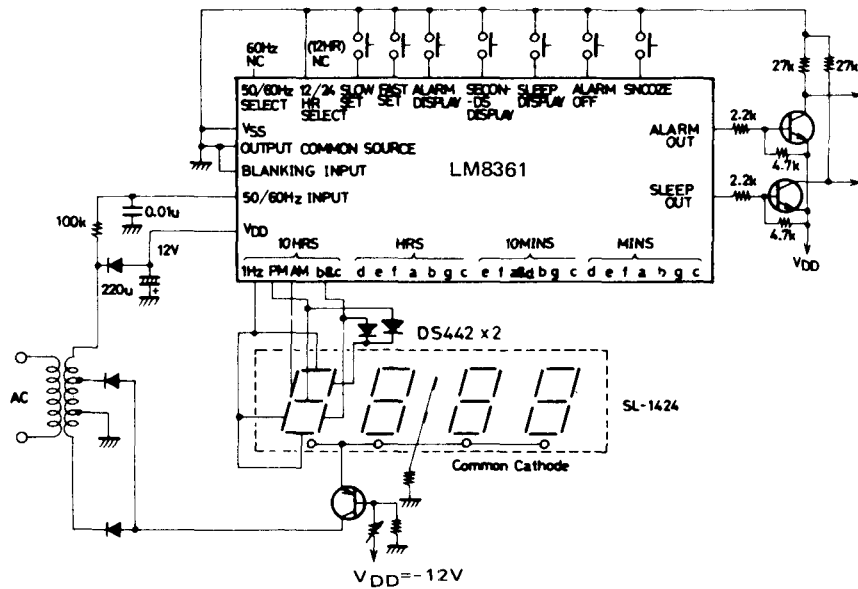 60Hz
NC
(12HR)
NC
50/60Hz
SELECT
12/24
HR
SELECT
SLOW
SET
FAST
SET
ALARM
DISPLAY
SECON-
-DS
DISPLAY
SLEEP
DISPLAY
ALARM
OFF
SNOOZE
27k
27k
VSS
OUTPUT COMMON SOURCE
BLANKING INPUT
50/60Hz INPUT
VDD
LM8361
ALARM
OUT
SLEEP
OUT
2.2k
4.7k
2.2k
4.7k
VDD
100k
0.01u
12V
220u
+
10HRS
HRS
10MINS
MINS
1Hz PM AM b&c
d e f a b g c
e f a&d b g c
d e f a b g c
DS442 x 2
AC
SL-1424
Common Cathode
VDD=-12V